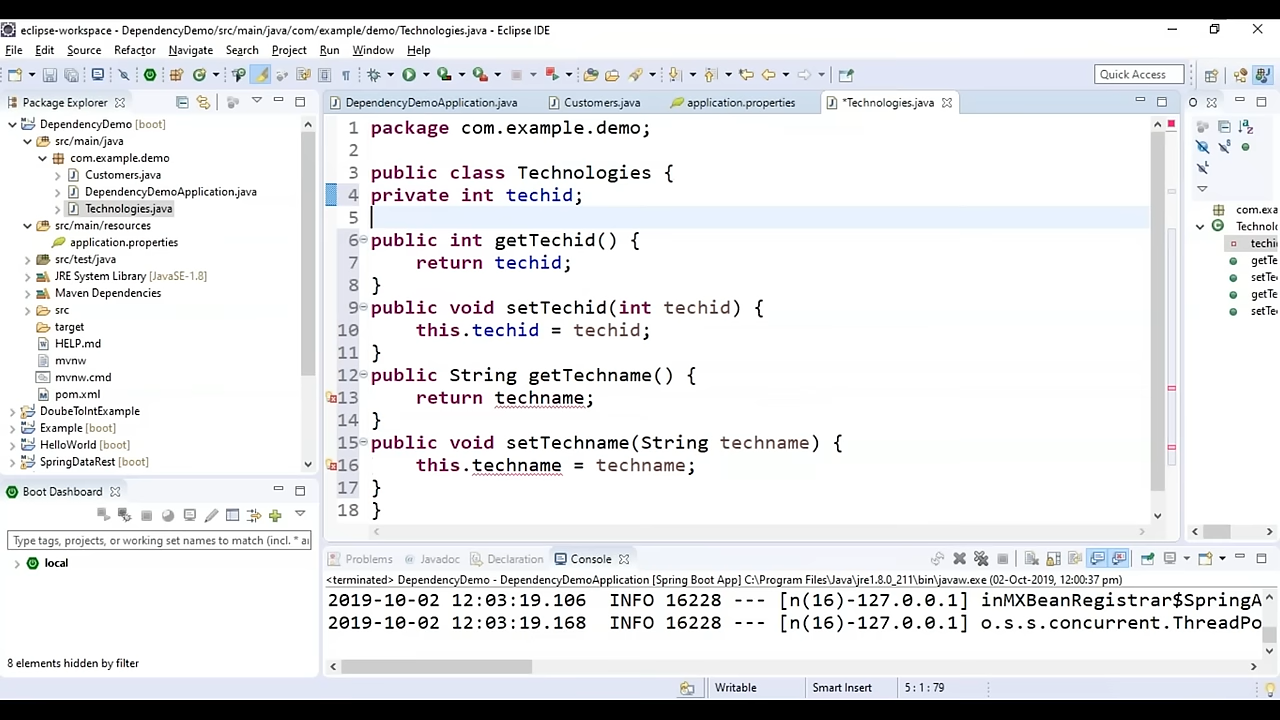 eclipse-workspace - DependencyDemo/src/main/java/com/example/demo/Technologies.java - Eclipse IDE
File Edit Source Refactor Navigate Search Project Run Window Help
Quick Access
Package Explorer
DependencyDemo [boot]
src/main/java
com.example.demo
Customers.java
DependencyDemoApplication.java
Technologies.java
src/main/resources
application.properties
src/test/java
JRE System Library [JavaSE-1.8]
Maven Dependencies
src
target
HELP.md
mvnw
mvnw.cmd
pom.xml
DoubeToIntExample
Example [boot]
HelloWorld [boot]
SpringDataRest [boot]
Boot Dashboard
Type tags, projects, or working set names to match (incl. * a
local
8 elements hidden by filter
DependencyDemoApplication.java Customers.java application.properties *Technologies.java
1 package com.example.demo;
2
3 public class Technologies {
4 private int techid;
5
6 public int getTechid() {
7 return techid;
8 }
9 public void setTechid(int techid) {
10 this.techid = techid;
11 }
12 public String getTechname() {
13 return techname;
14 }
15 public void setTechname(String techname) {
16 this.techname = techname;
17 }
18 }
O
com.exa
Technolo
techi
getTe
setTe
getTe
setTe
Problems Javadoc Declaration Console
<terminated> DependencyDemo - DependencyDemoApplication [Spring Boot App] C:\Program Files\Java\jre1.8.0_211\bin\javaw.exe (02-Oct-2019, 12:00:37 pm)
2019-10-02 12:03:19.106 INFO 16228 --- [n(16)-127.0.0.1] inMXBeanRegistrar$SpringA
2019-10-02 12:03:19.168 INFO 16228 --- [n(16)-127.0.0.1] o.s.s.concurrent.ThreadPo
Writable Smart Insert 5:1:79